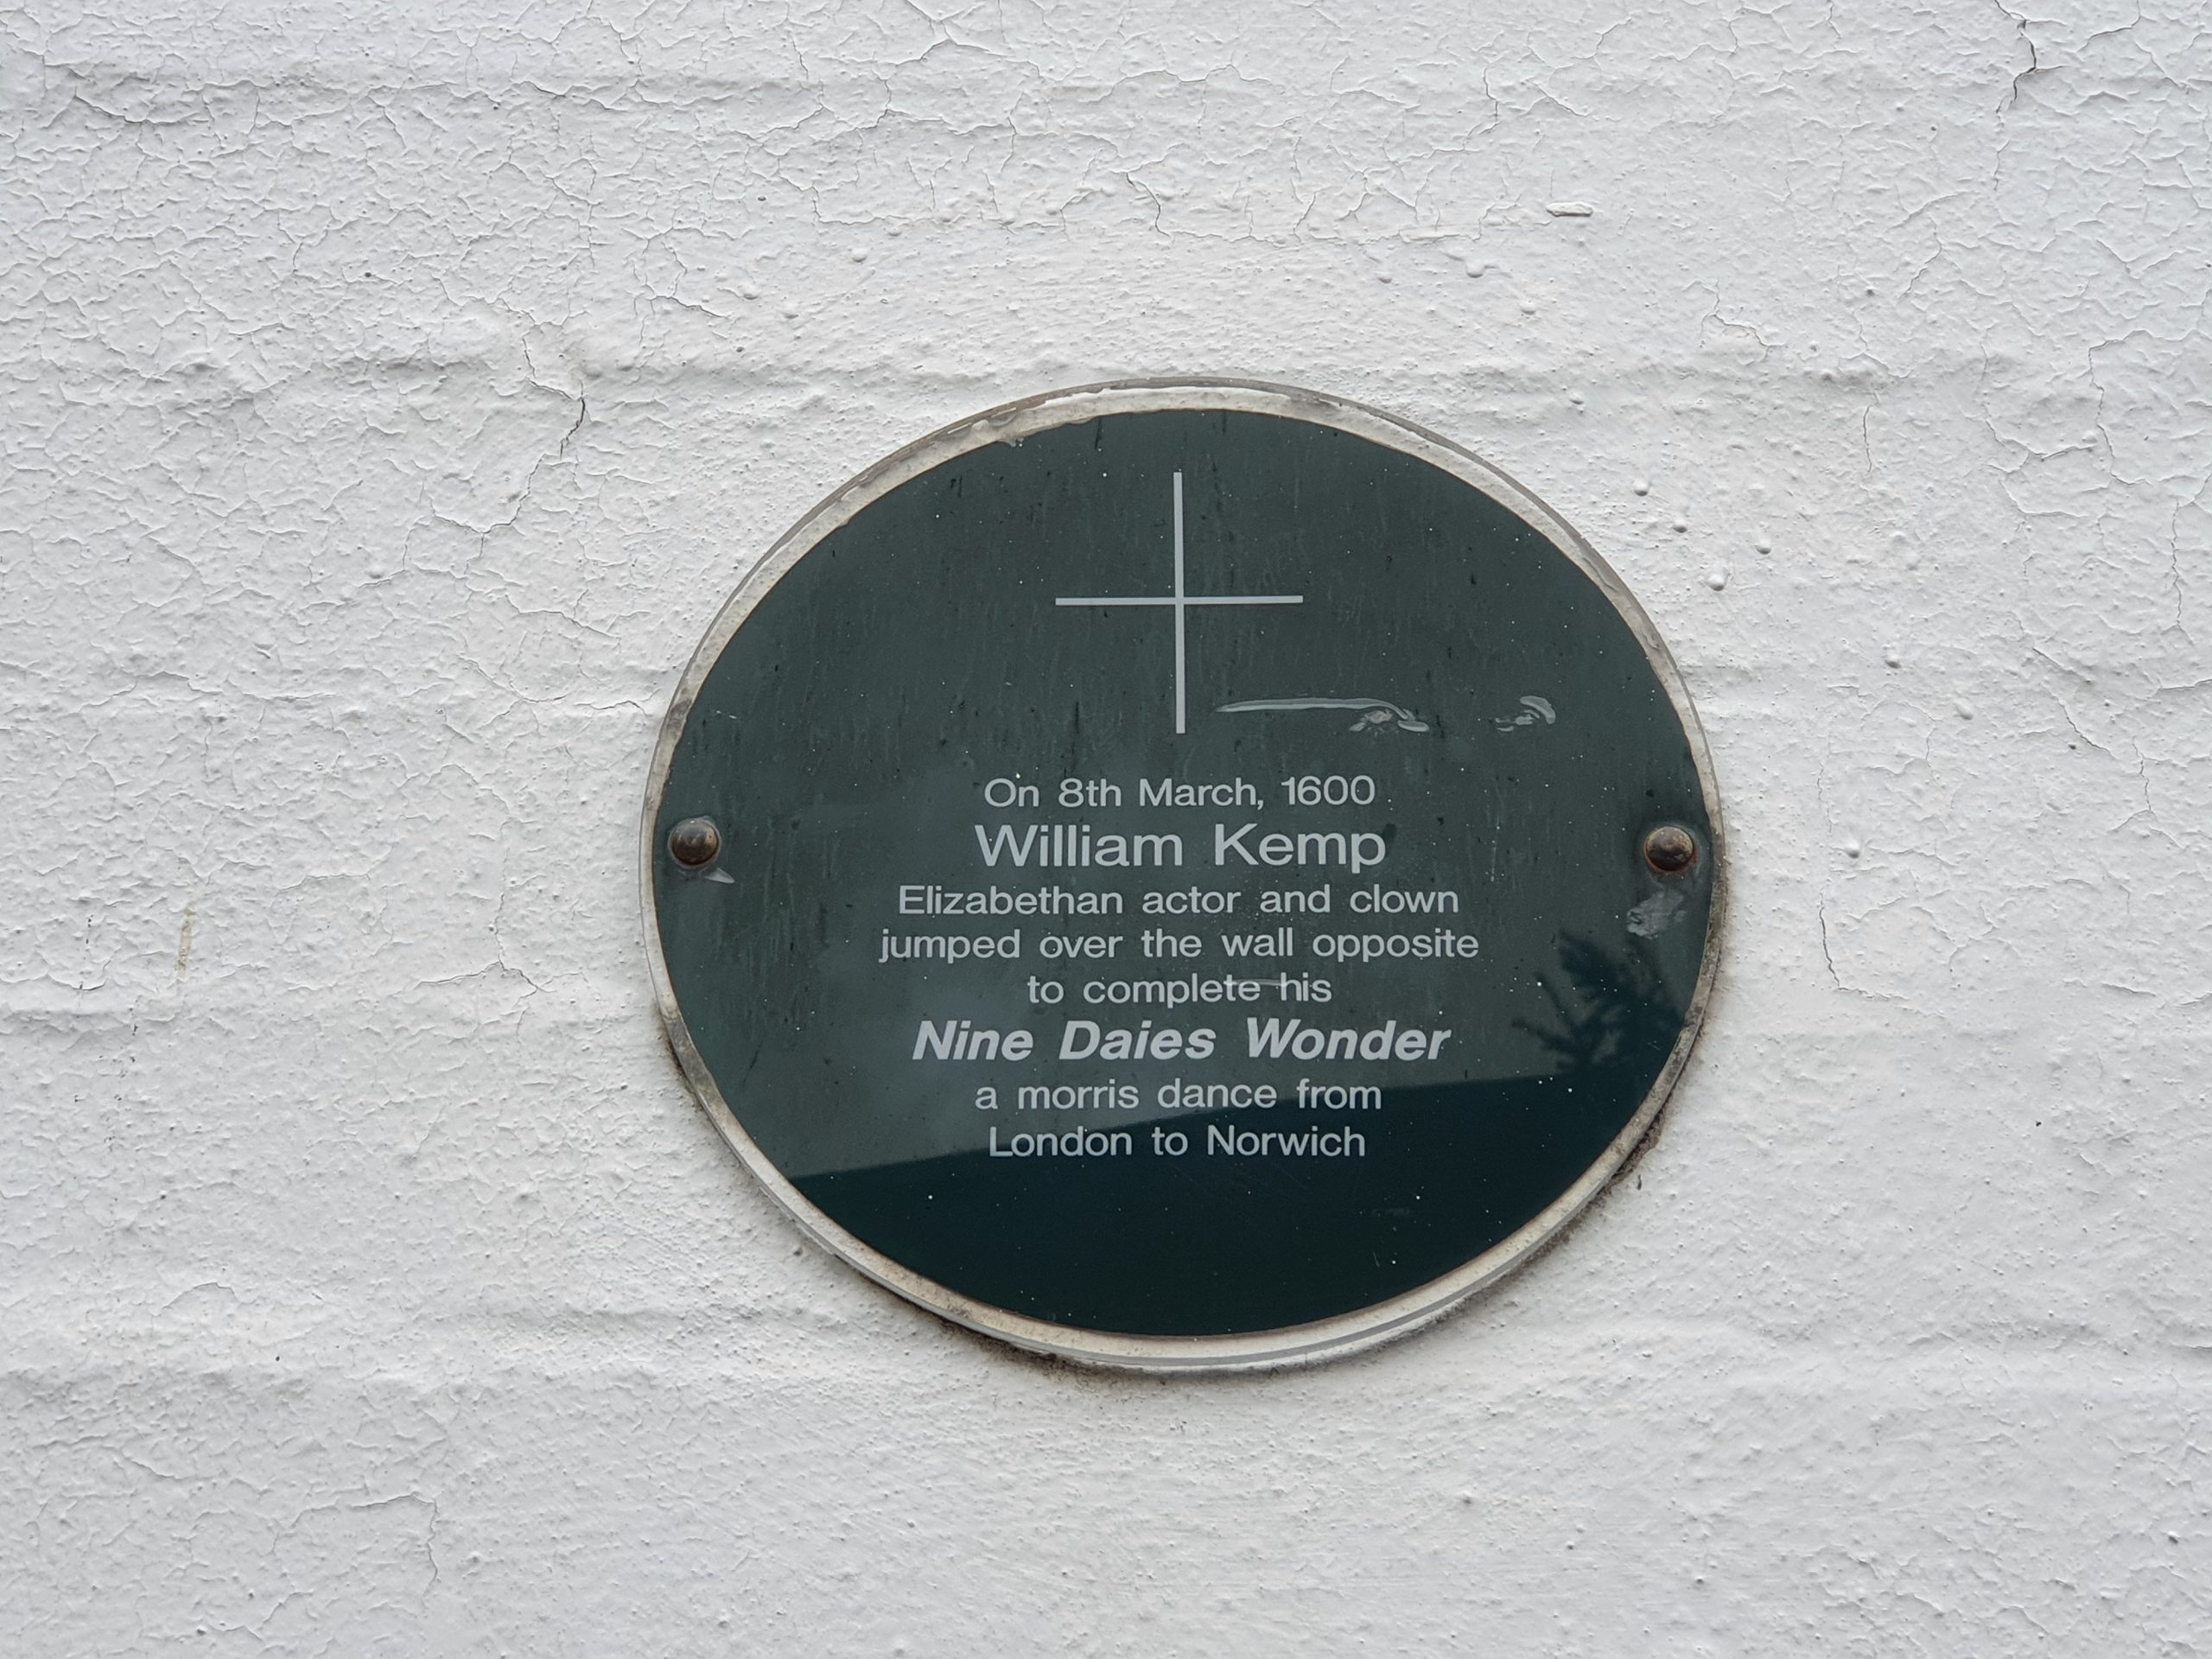 On 8th March, 1600
William Kemp
Elizabethan actor and clown
jumped over the wall opposite
to complete his
Nine Daies Wonder
a morris dance from
London to Norwich